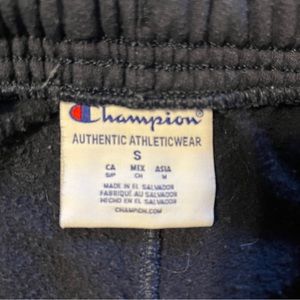 Champion
AUTHENTIC ATHLETICWEAR
S
CA MEX ASIA
S/P CH M
MADE IN EL SALVADOR
FABRIQUÉ AU SALVADOR
HECHO EN EL SALVADOR
CHAMPION.COM